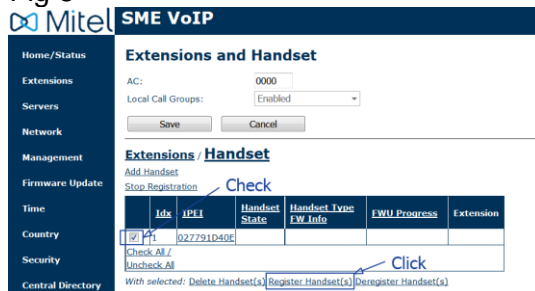 Mitel SME VoIP
Home/Status
Extensions
Servers
Network
Management
Firmware Update
Time
Country
Security
Central Directory
Extensions and Handset
AC: 0000
Local Call Groups: Enabled
Save Cancel
Extensions / Handset
Add Handset
Stop Registration
Check
Idx IPEI Handset State Handset Type FW Info FWU Progress Extension
1 027791D40E
Check All /
Uncheck All
Click
With selected: Delete Handset(s) Register Handset(s) Deregister Handset(s)